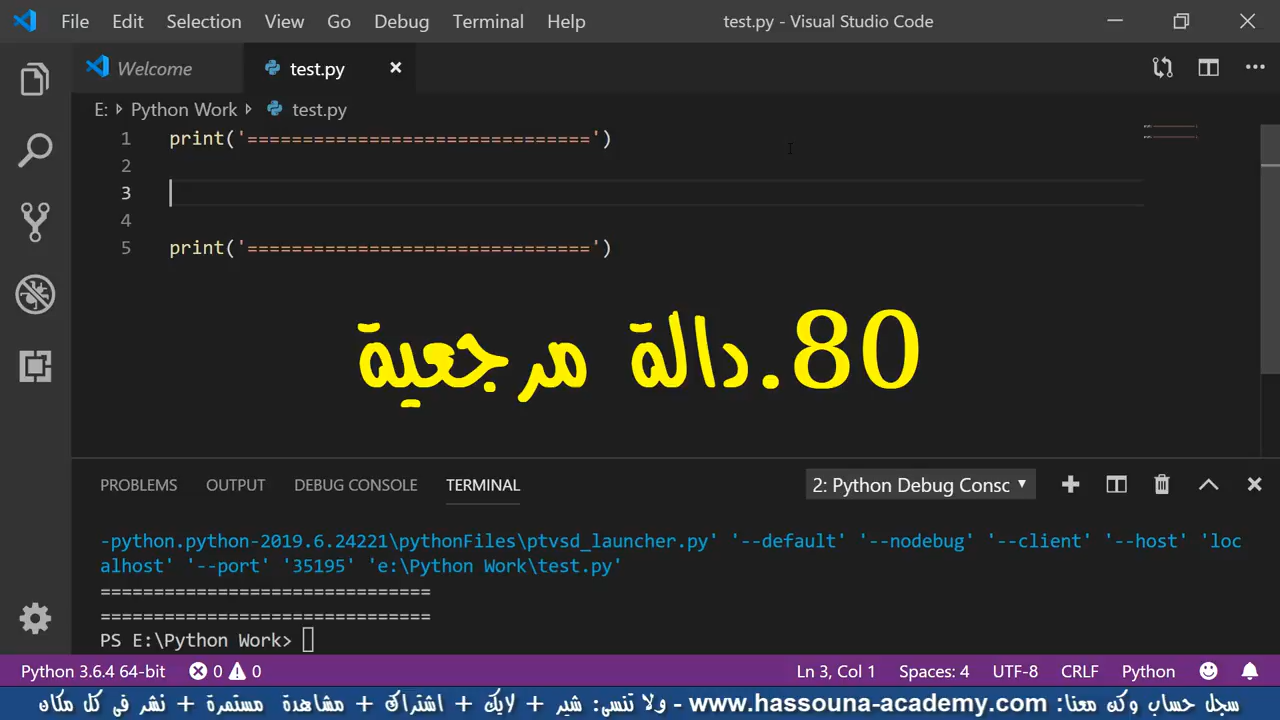 File Edit Selection View Go Debug Terminal Help test.py - Visual Studio Code
Welcome test.py
E: Python Work test.py
1 print('==============================')
2
3
4
5 print('==============================')
80.دالة مرجعية
PROBLEMS OUTPUT DEBUG CONSOLE TERMINAL 2: Python Debug Consc
-python.python-2019.6.24221\pythonFiles\ptvsd_launcher.py' '--default' '--nodebug' '--client' '--host' 'loc
alhost' '--port' '35195' 'e:\Python Work\test.py'
==============================
==============================
PS E:\Python Work>
Python 3.6.4 64-bit 0 0 Ln 3, Col 1 Spaces: 4 UTF-8 CRLF Python
سجل حساب وكن معنا: www.hassouna-academy.com - ولا تنسى: شير + لايك + اشتراك + مشاهدة مستمرة + نشر في كل مكان